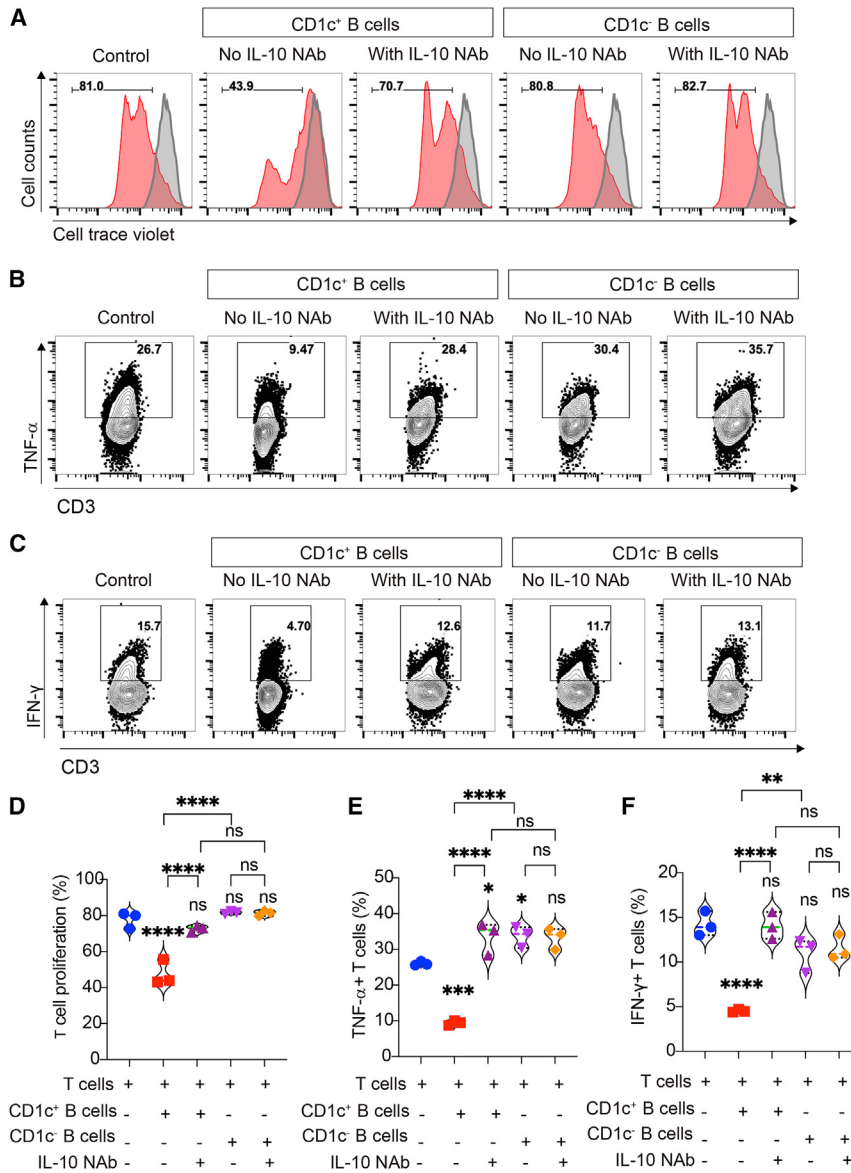 A
CD1c⁺ B cells
CD1c⁻ B cells
Control
No IL-10 NAb
With IL-10 NAb
No IL-10 NAb
With IL-10 NAb
81.0
43.9
70.7
80.8
82.7
Cell counts
Cell trace violet
B
CD1c⁺ B cells
CD1c⁻ B cells
Control
No IL-10 NAb
With IL-10 NAb
No IL-10 NAb
With IL-10 NAb
26.7
9.47
28.4
30.4
35.7
TNF-α
CD3
C
CD1c⁺ B cells
CD1c⁻ B cells
Control
No IL-10 NAb
With IL-10 NAb
No IL-10 NAb
With IL-10 NAb
15.7
4.70
12.6
11.7
13.1
IFN-γ
CD3
D
****
ns
****
ns
ns
ns
ns
****
T cell proliferation (%)
100
80
60
40
20
0
T cells + + + + +
CD1c⁺ B cells - + + - -
CD1c⁻ B cells - - - + +
IL-10 NAb - - + - +
E
****
ns
****
ns
*
*
ns
***
TNF-α+ T cells (%)
50
40
30
20
10
0
T cells + + + + +
CD1c⁺ B cells - + + - -
CD1c⁻ B cells - - - + +
IL-10 NAb - - + - +
F
**
ns
****
ns
ns
ns
ns
****
IFN-γ+ T cells (%)
20
15
10
5
0
T cells + + + + +
CD1c⁺ B cells - + + - -
CD1c⁻ B cells - - - + +
IL-10 NAb - - + - +